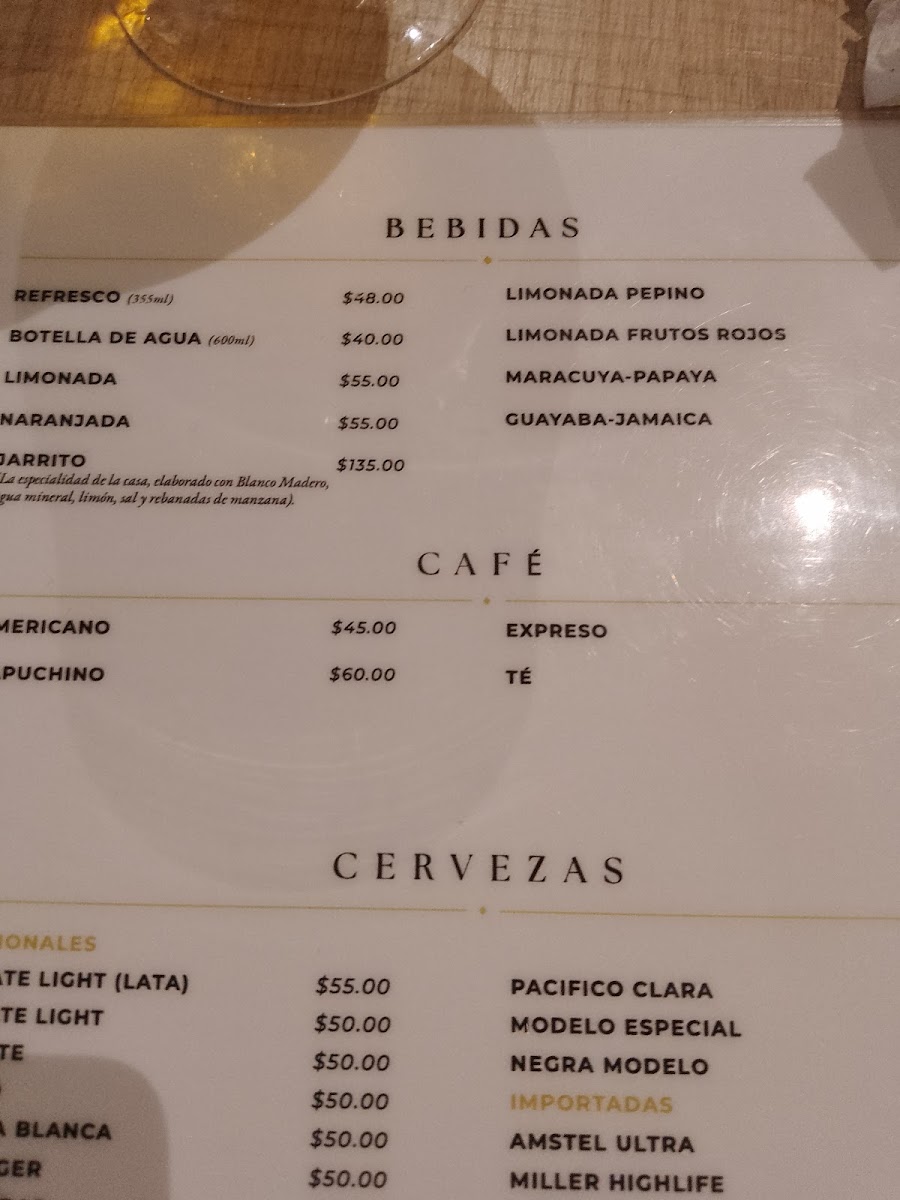 BEBIDAS
REFRESCO (355ml) $48.00
BOTELLA DE AGUA (600ml) $40.00
LIMONADA $55.00
NARANJADA $55.00
JARRITO $135.00
(La especialidad de la casa, elaborado con Blanco Madero,
gua mineral, limón, sal y rebanadas de manzana).
LIMONADA PEPINO
LIMONADA FRUTOS ROJOS
MARACUYA-PAPAYA
GUAYABA-JAMAICA
CAFÉ
MERICANO $45.00
PUCHINO $60.00
EXPRESO
TÉ
CERVEZAS
IONALES
ATE LIGHT (LATA) $55.00
TE LIGHT $50.00
TE $50.00
$50.00
A BLANCA $50.00
GER $50.00
PACIFICO CLARA
MODELO ESPECIAL
NEGRA MODELO
IMPORTADAS
AMSTEL ULTRA
MILLER HIGHLIFE